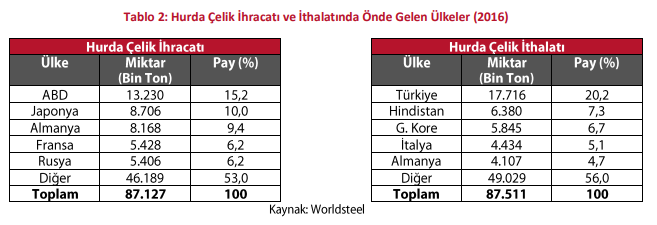 Tablo 2: Hurda Çelik İhracatı ve İthalatında Önde Gelen Ülkeler (2016)
Hurda Çelik İhracatı
Ülke Miktar (Bin Ton) Pay (%)
ABD 13.230 15,2
Japonya 8.706 10,0
Almanya 8.168 9,4
Fransa 5.428 6,2
Rusya 5.406 6,2
Diğer 46.189 53,0
Toplam 87.127 100
Hurda Çelik İthalatı
Ülke Miktar (Bin Ton) Pay (%)
Türkiye 17.716 20,2
Hindistan 6.380 7,3
G. Kore 5.845 6,7
İtalya 4.434 5,1
Almanya 4.107 4,7
Diğer 49.029 56,0
Toplam 87.511 100
Kaynak: Worldsteel